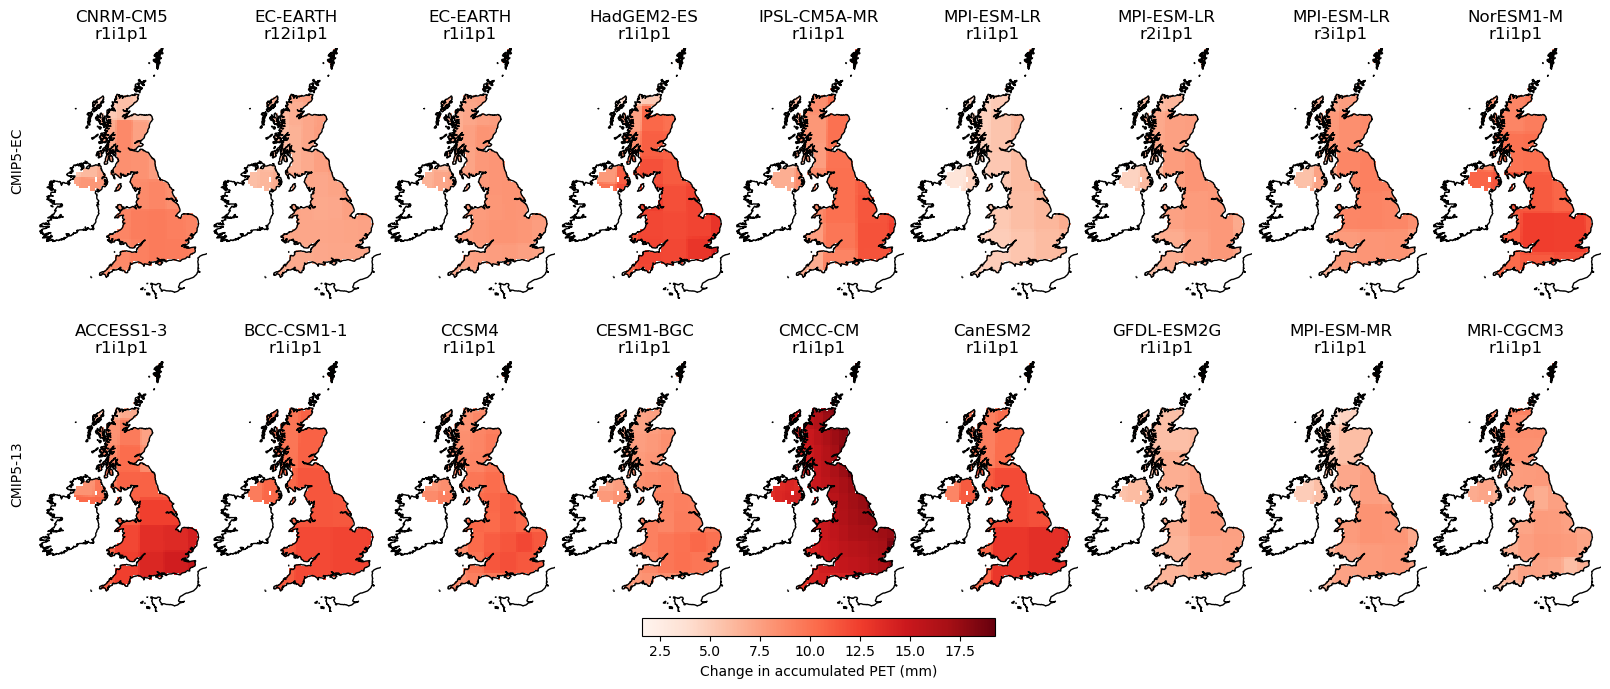 CNRM-CM5
r1i1p1
EC-EARTH
r12i1p1
EC-EARTH
r1i1p1
HadGEM2-ES
r1i1p1
IPSL-CM5A-MR
r1i1p1
MPI-ESM-LR
r1i1p1
MPI-ESM-LR
r2i1p1
MPI-ESM-LR
r3i1p1
NorESM1-M
r1i1p1
CMIP5-EC
ACCESS1-3
r1i1p1
BCC-CSM1-1
r1i1p1
CCSM4
r1i1p1
CESM1-BGC
r1i1p1
CMCC-CM
r1i1p1
CanESM2
r1i1p1
GFDL-ESM2G
r1i1p1
MPI-ESM-MR
r1i1p1
MRI-CGCM3
r1i1p1
CMIP5-13
2.5 5.0 7.5 10.0 12.5 15.0 17.5
Change in accumulated PET (mm)